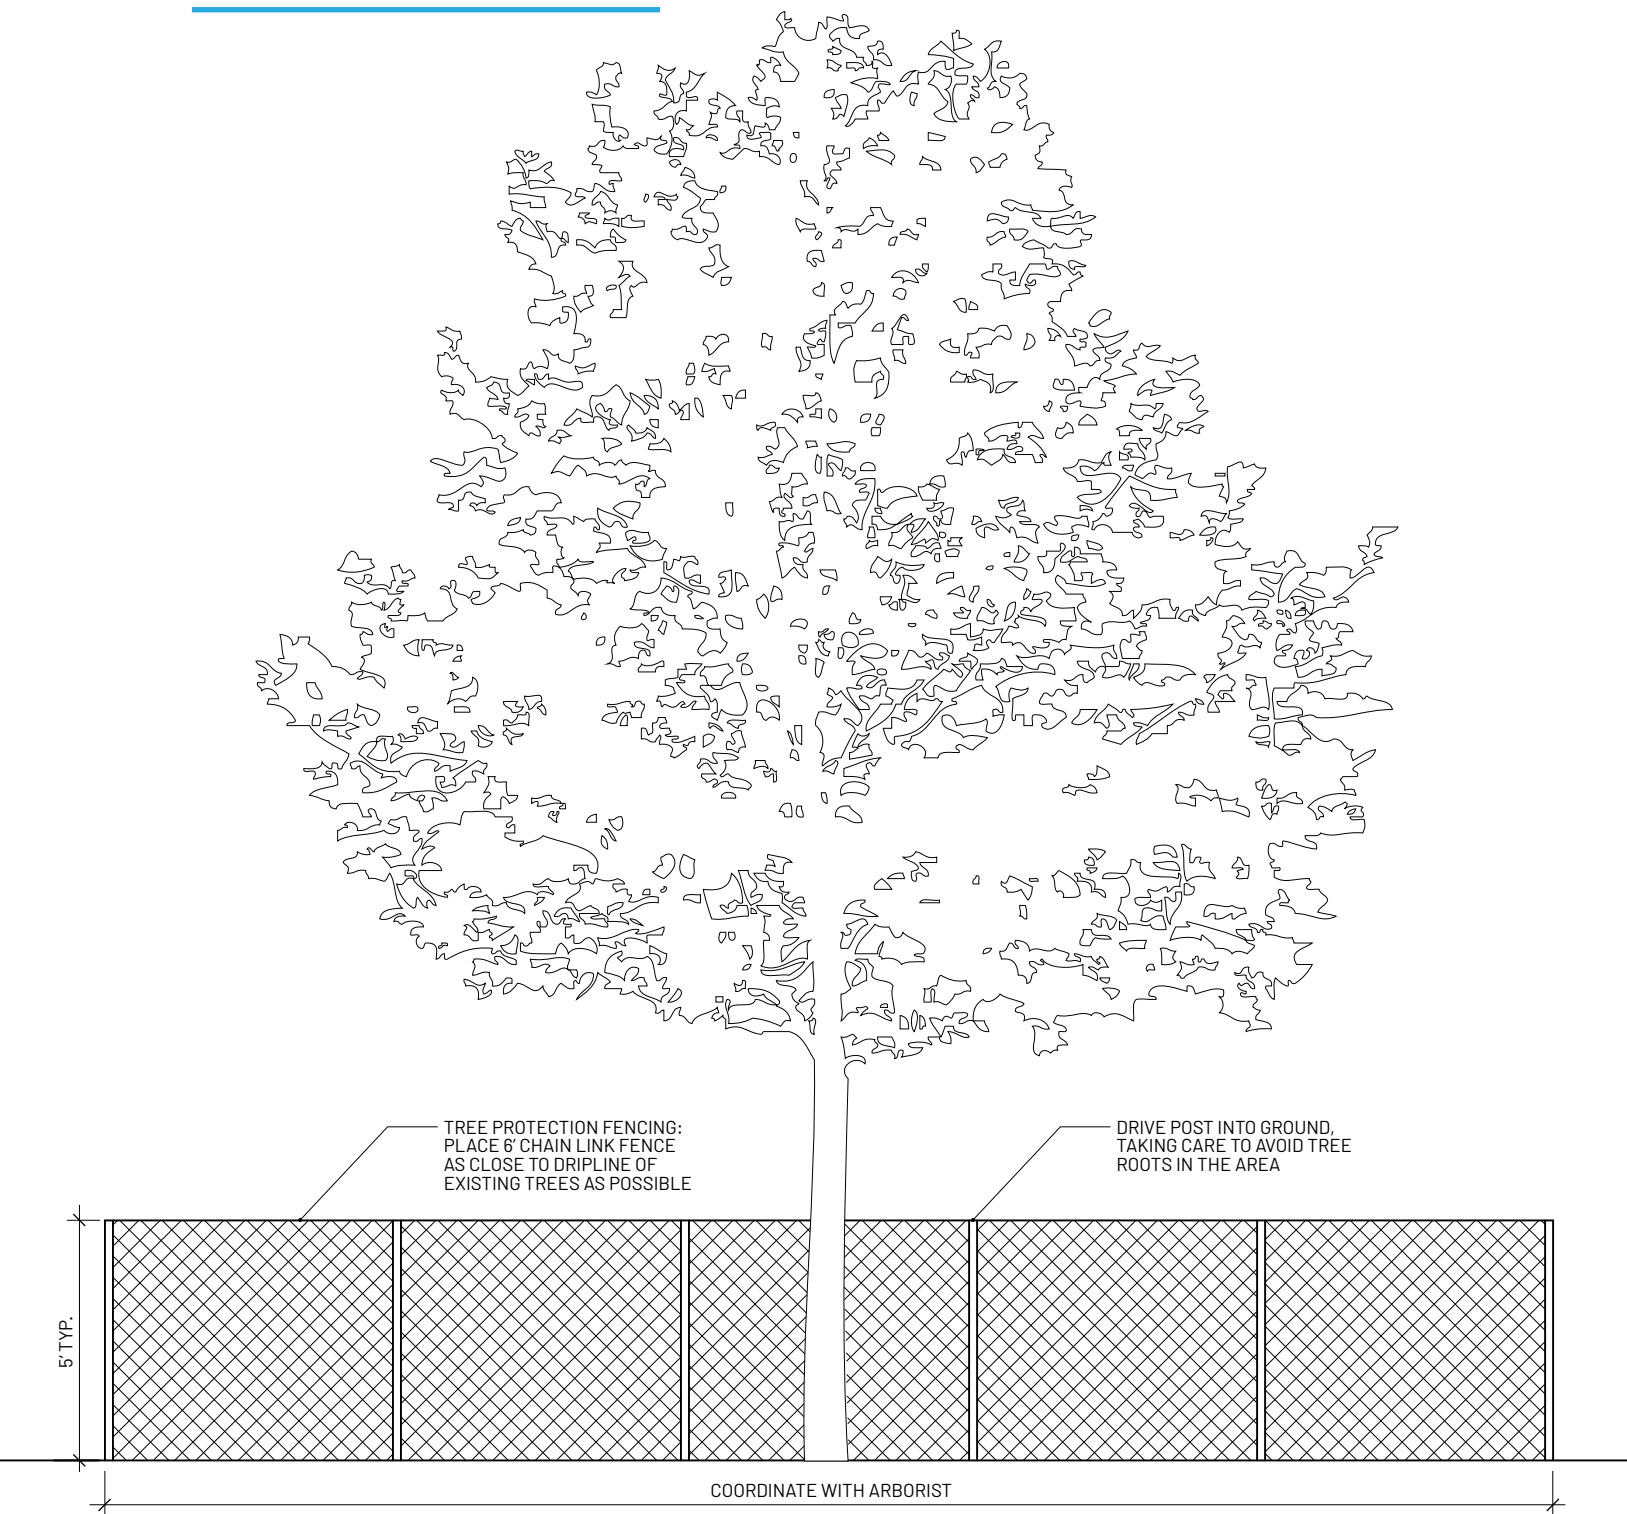 TREE PROTECTION FENCING:
PLACE 6' CHAIN LINK FENCE
AS CLOSE TO DRIPLINE OF
EXISTING TREES AS POSSIBLE
DRIVE POST INTO GROUND,
TAKING CARE TO AVOID TREE
ROOTS IN THE AREA
5' TYP.
COORDINATE WITH ARBORIST